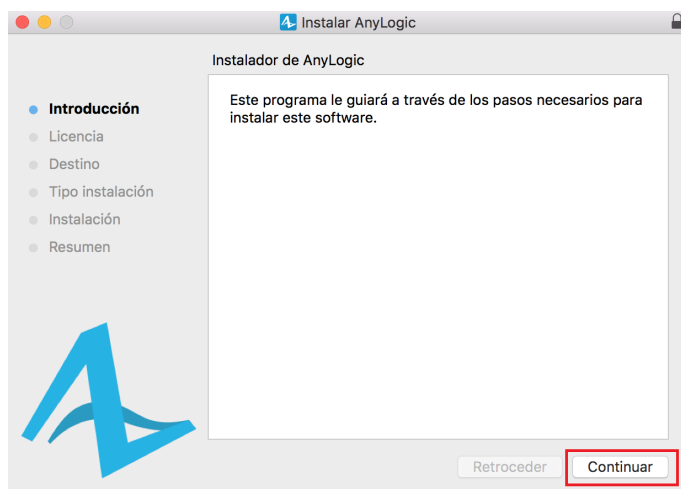 Instalar AnyLogic
Instalador de AnyLogic
Introducción
Licencia
Destino
Tipo instalación
Instalación
Resumen
Este programa le guiará a través de los pasos necesarios para
instalar este software.
Retroceder
Continuar